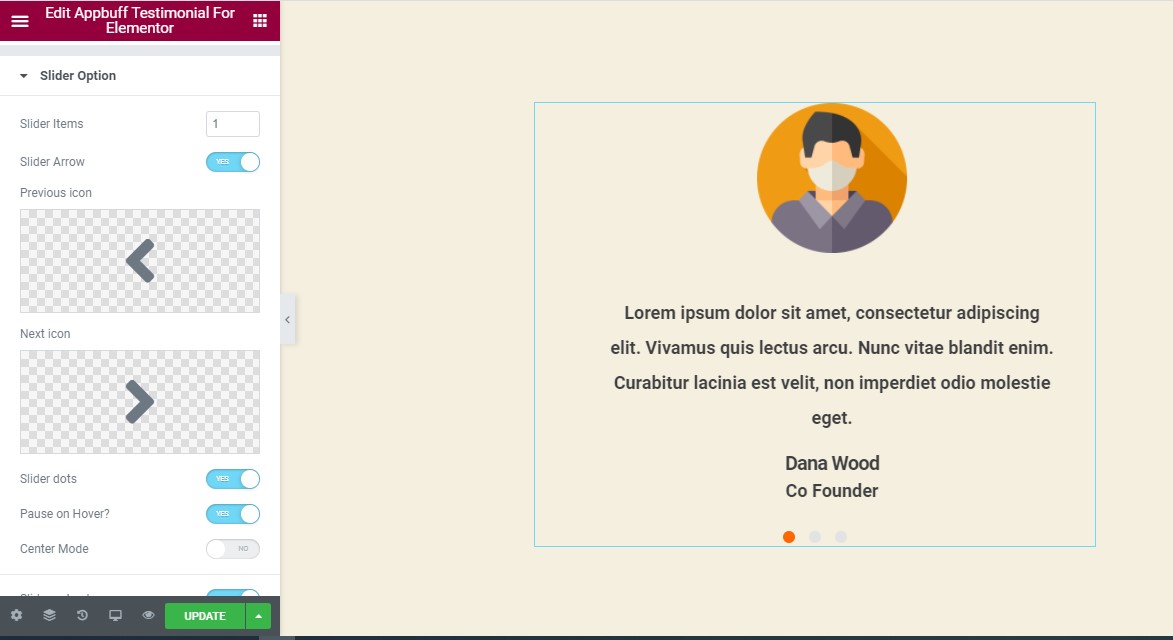 Edit Appbuff Testimonial For
Elementor
Slider Option
Slider Items
1
Slider Arrow
YES
Previous icon
Next icon
Slider dots
YES
Pause on Hover?
YES
Center Mode
NO
UPDATE
Lorem ipsum dolor sit amet, consectetur adipiscing
elit. Vivamus quis lectus arcu. Nunc vitae blandit enim.
Curabitur lacinia est velit, non imperdiet odio molestie
eget.
Dana Wood
Co Founder